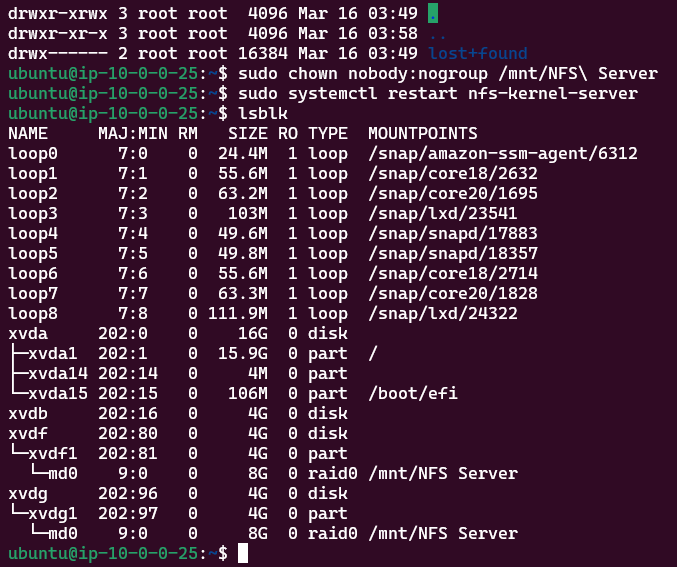 drwxr-xrwx 3 root root  4096 Mar 16 03:49 .
drwxr-xr-x 3 root root  4096 Mar 16 03:58 ..
drwx------ 2 root root 16384 Mar 16 03:49 lost+found
ubuntu@ip-10-0-0-25:~$ sudo chown nobody:nogroup /mnt/NFS\ Server
ubuntu@ip-10-0-0-25:~$ sudo systemctl restart nfs-kernel-server
ubuntu@ip-10-0-0-25:~$ lsblk
NAME     MAJ:MIN RM   SIZE RO TYPE  MOUNTPOINTS
loop0      7:0    0  24.4M  1 loop  /snap/amazon-ssm-agent/6312
loop1      7:1    0  55.6M  1 loop  /snap/core18/2632
loop2      7:2    0  63.2M  1 loop  /snap/core20/1695
loop3      7:3    0   103M  1 loop  /snap/lxd/23541
loop4      7:4    0  49.6M  1 loop  /snap/snapd/17883
loop5      7:5    0  49.8M  1 loop  /snap/snapd/18357
loop6      7:6    0  55.6M  1 loop  /snap/core18/2714
loop7      7:7    0  63.3M  1 loop  /snap/core20/1828
loop8      7:8    0 111.9M  1 loop  /snap/lxd/24322
xvda     202:0    0    16G  0 disk
├─xvda1  202:1    0  15.9G  0 part  /
├─xvda14 202:14   0     4M  0 part
└─xvda15 202:15   0   106M  0 part  /boot/efi
xvdb     202:16   0     4G  0 disk
xvdf     202:80   0     4G  0 disk
└─xvdf1  202:81   0     4G  0 part
  └─md0    9:0    0     8G  0 raid0 /mnt/NFS Server
xvdg     202:96   0     4G  0 disk
└─xvdg1  202:97   0     4G  0 part
  └─md0    9:0    0     8G  0 raid0 /mnt/NFS Server
ubuntu@ip-10-0-0-25:~$